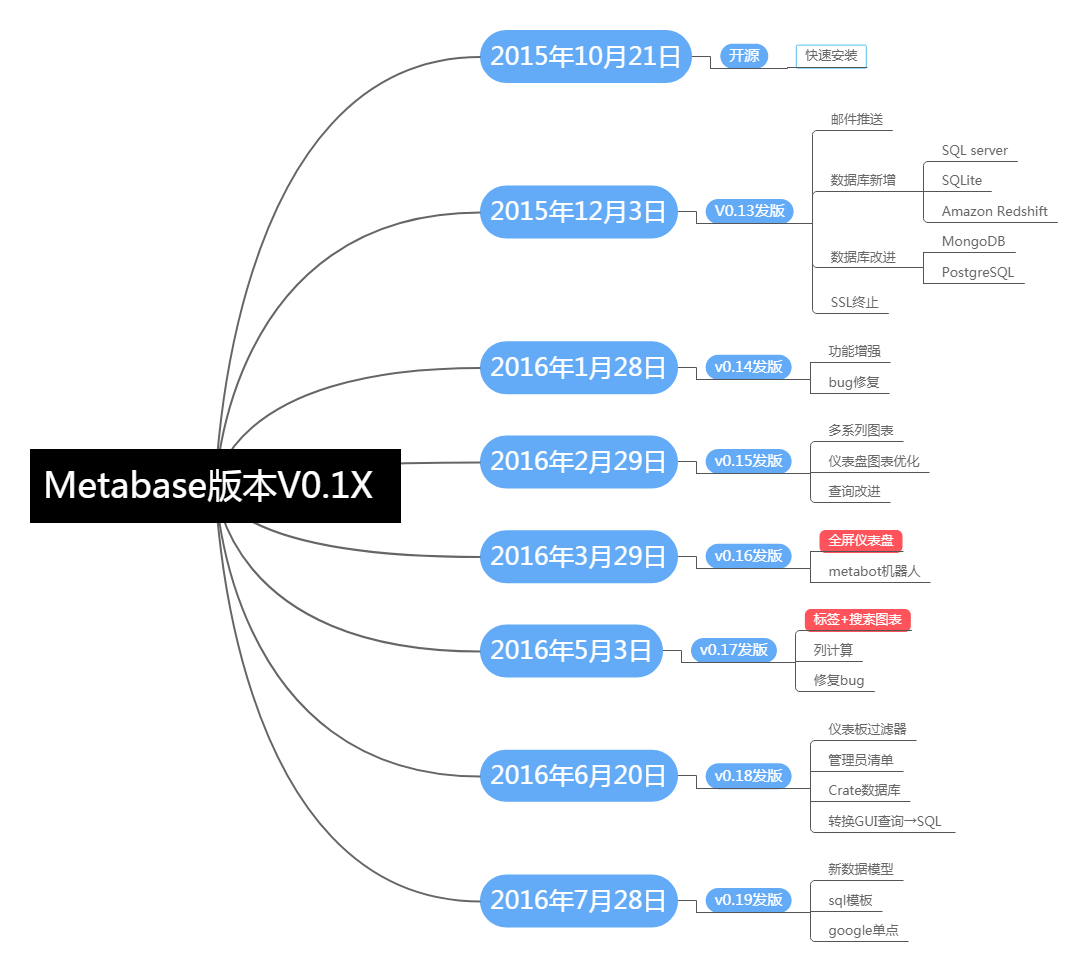 Metabase版本V0.1X
2015年10月21日
开源
快速安装
2015年12月3日
V0.13发版
邮件推送
数据库新增
SQL server
SQLite
Amazon Redshift
数据库改进
MongoDB
PostgreSQL
SSL终止
2016年1月28日
v0.14发版
功能增强
bug修复
2016年2月29日
v0.15发版
多系列图表
仪表盘图表优化
查询改进
2016年3月29日
v0.16发版
全屏仪表盘
metabot机器人
2016年5月3日
v0.17发版
标签+搜索图表
列计算
修复bug
2016年6月20日
v0.18发版
仪表板过滤器
管理员清单
Crate数据库
转换GUI查询→SQL
2016年7月28日
v0.19发版
新数据模型
sql模板
google单点